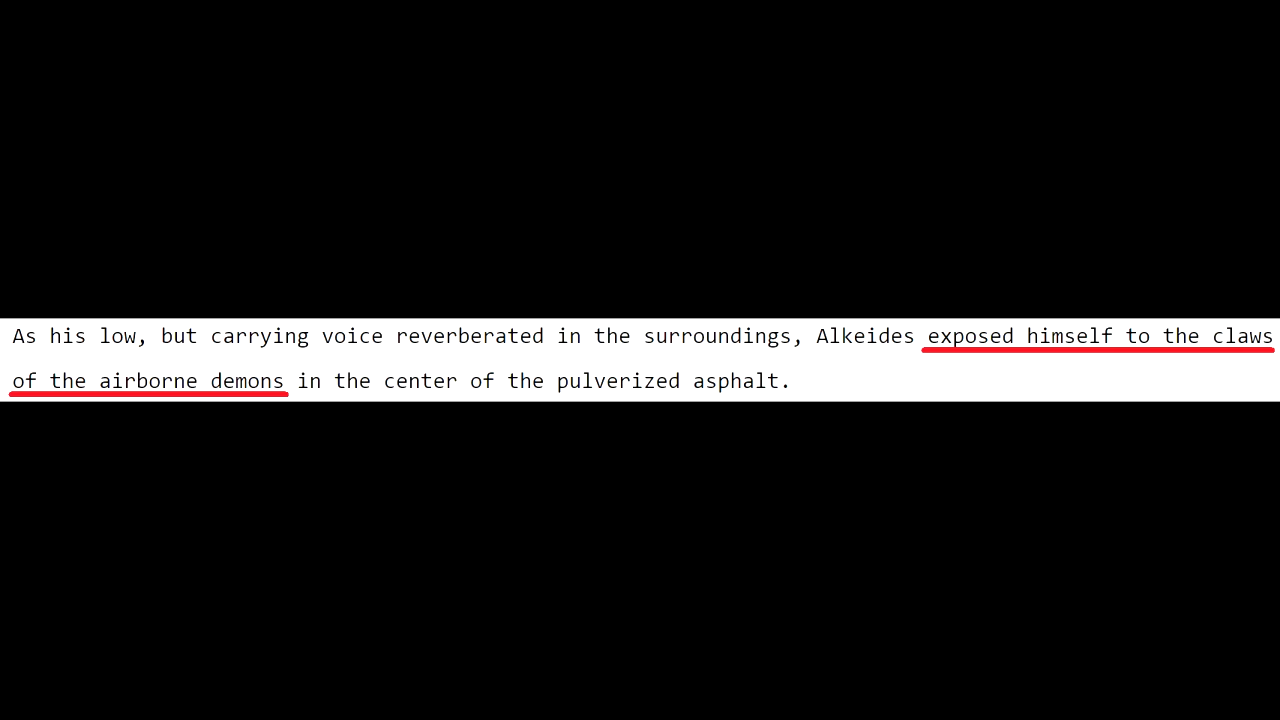 As his low, but carrying voice reverberated in the surroundings, Alkeides exposed himself to the claws
of the airborne demons in the center of the pulverized asphalt.